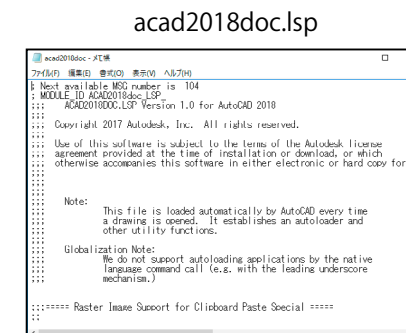 acad2018doc.lsp
acad2018doc - メモ帳
ファイル(F) 編集(E) 書式(O) 表示(V) ヘルプ(H)
; Next available MSG number is 104
; MODULE_ID ACAD2018doc_LSP_
;;; ACAD2018DOC.LSP Version 1.0 for AutoCAD 2018
;;;
;;; Copyright 2017 Autodesk, Inc. All rights reserved.
;;;
;;; Use of this software is subject to the terms of the Autodesk license
;;; agreement provided at the time of installation or download, or which
;;; otherwise accompanies this software in either electronic or hard copy for
;;;
;;;
;;;
;;; Note:
;;; This file is loaded automatically by AutoCAD every time
;;; a drawing is opened. It establishes an autoloader and
;;; other utility functions.
;;;
;;; Globalization Note:
;;; We do not support autoloading applications by the native
;;; language command call (e.g. with the leading underscore
;;; mechanism.)
;;;===== Raster Image Support for Clipboard Paste Special =====
;;